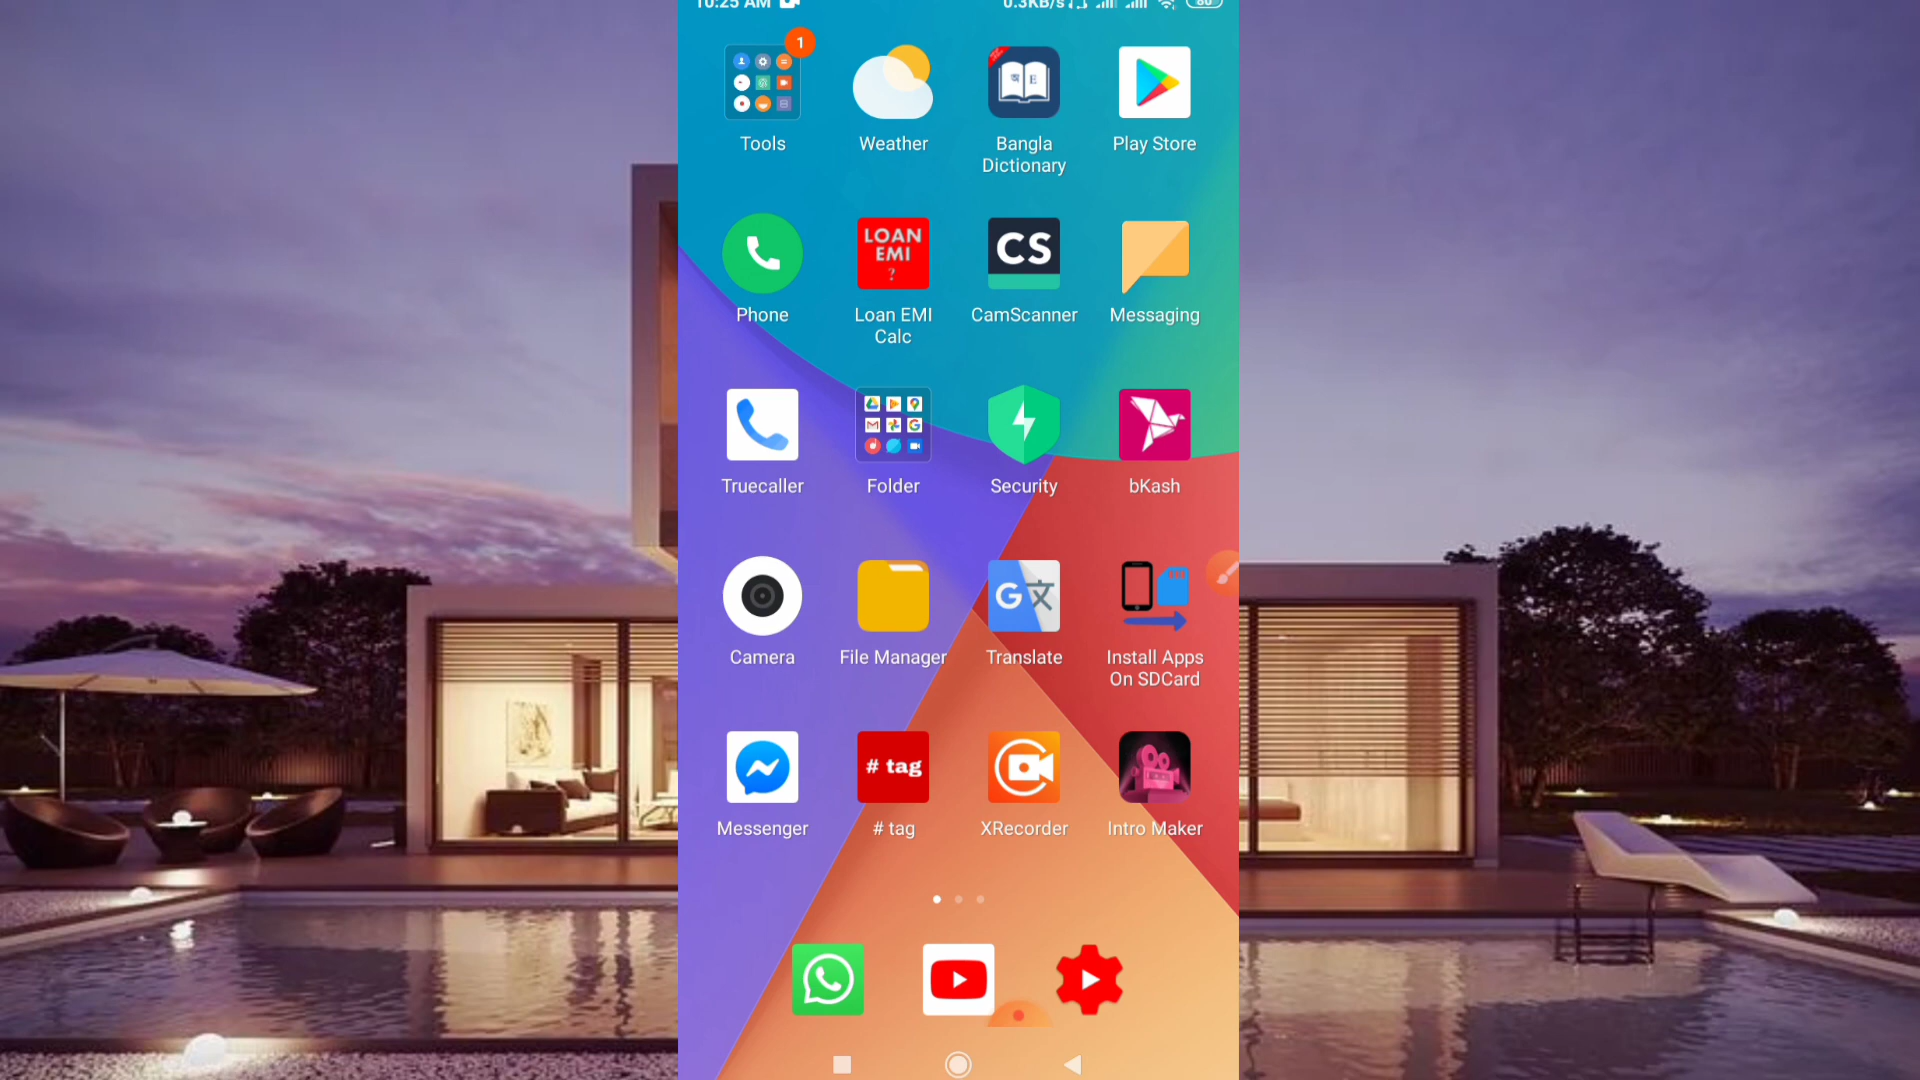 10:25 AM
0.3KB/s
80
1
Tools
Weather
অ E
Bangla
Dictionary
Play Store
Phone
LOAN
EMI
?
Loan EMI
Calc
CS
CamScanner
Messaging
Truecaller
Folder
Security
bKash
Camera
File Manager
G 文
Translate
Install Apps
On SDCard
Messenger
# tag
# tag
XRecorder
Intro Maker